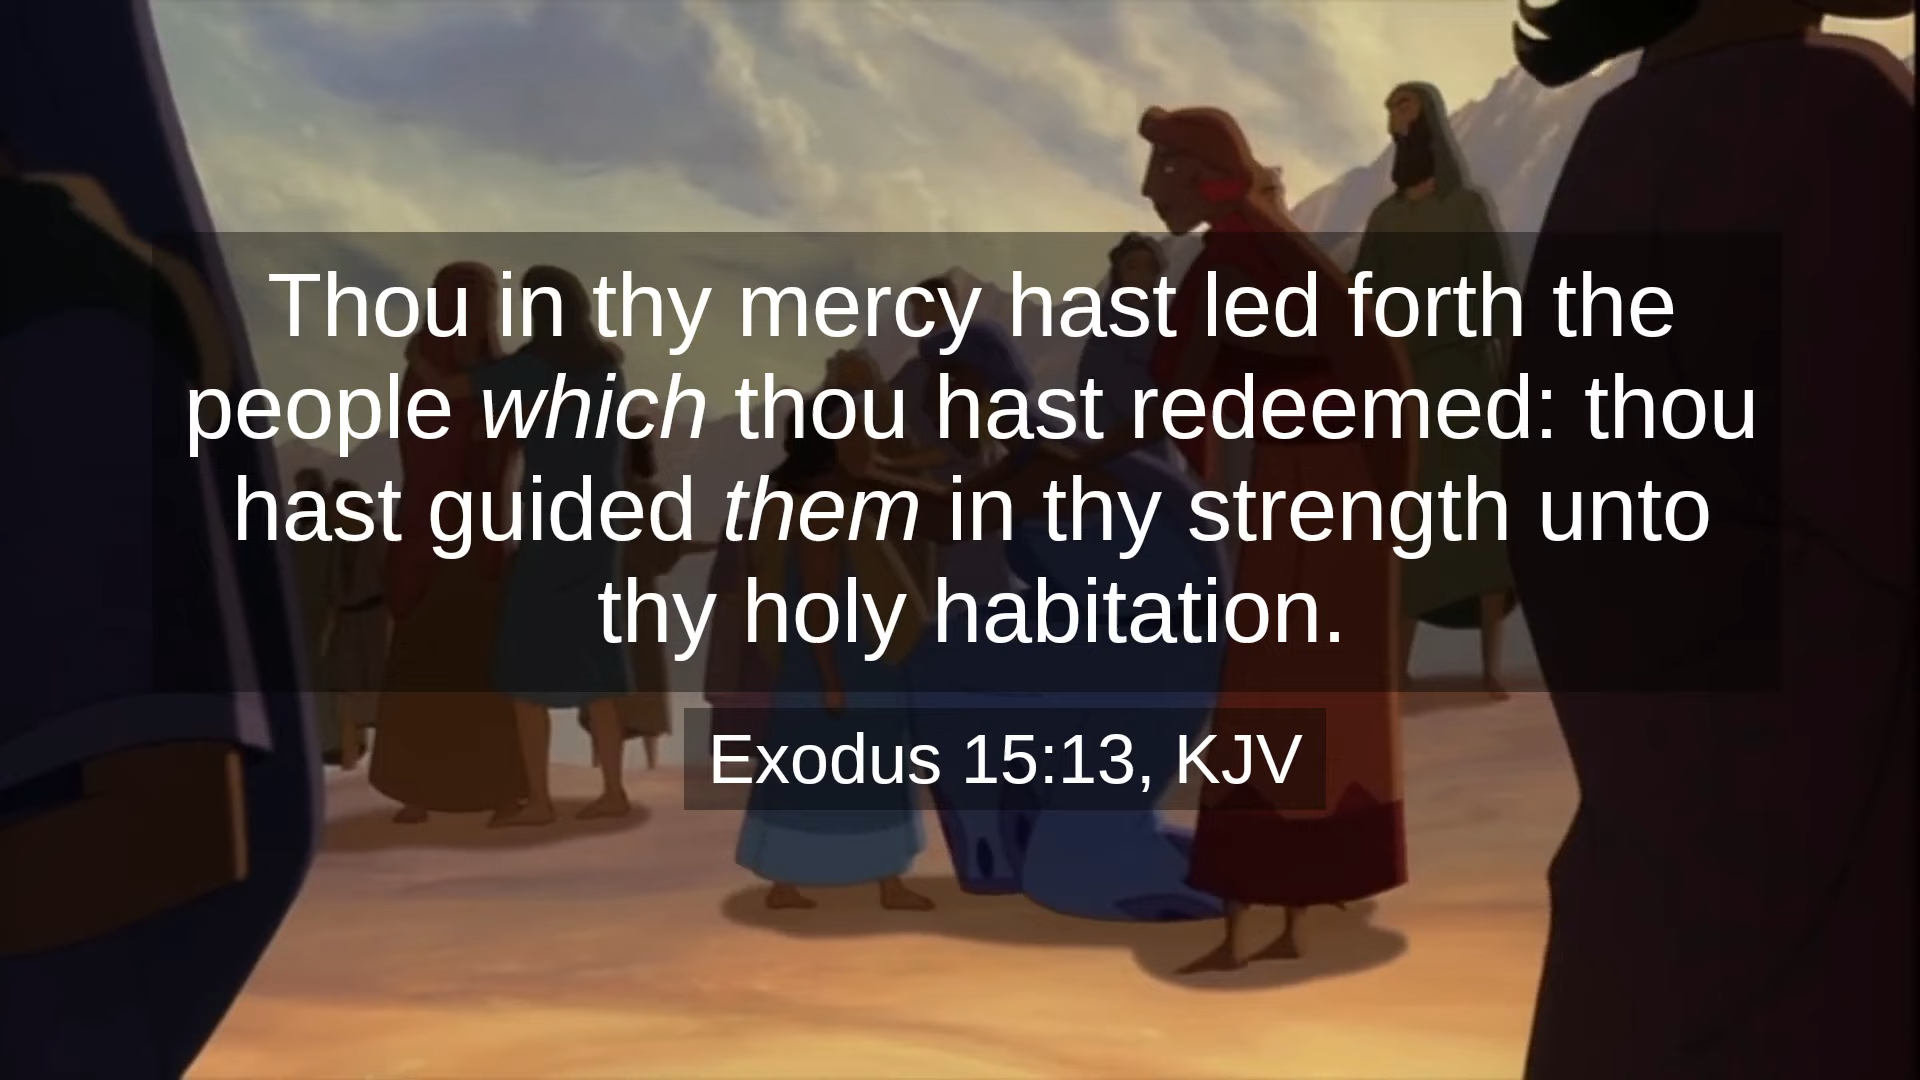 Thou in thy mercy hast led forth the
people which thou hast redeemed: thou
hast guided them in thy strength unto
thy holy habitation.
Exodus 15:13, KJV